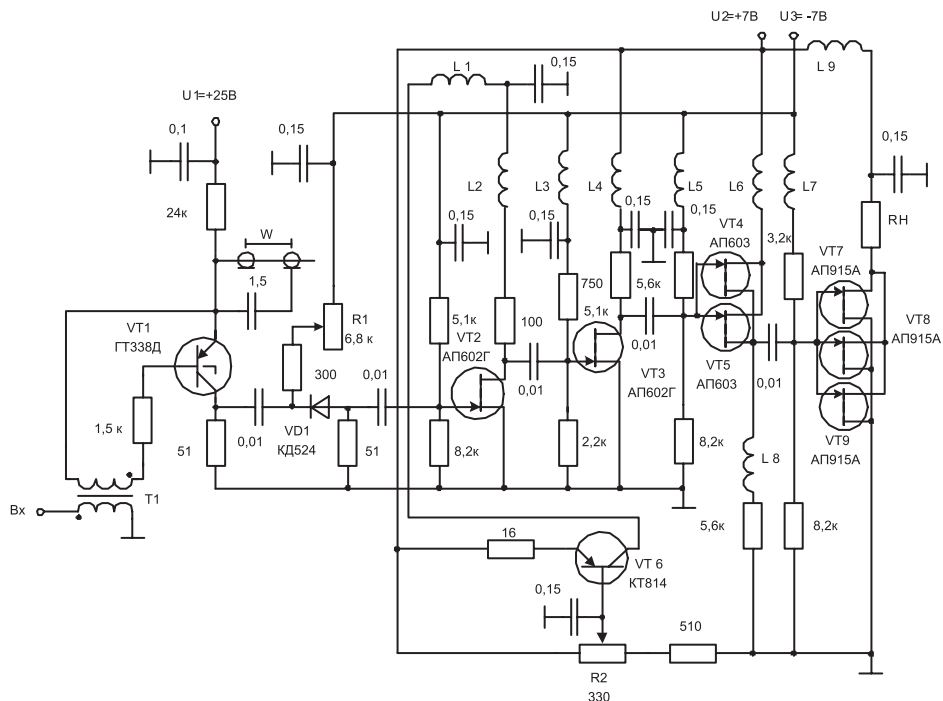 U2=+7В
U3= -7В
L 1
0,15
L 9
U1=+25В
0,1
0,15
0,15
24к
L2
L3
L4
L5
L6
L7
RН
W
0,15
0,15
0,15
0,15
VT4
АП603
3,2к
VT7
АП915А
1,5
R1
6,8 к
750
5,6к
VT1
ГТ338Д
5,1к
VT2
АП602Г
100
5,1к
VT8
АП915А
0,01
0,01
VT3
АП602Г
VT5
АП603
0,01
300
0,01
1,5 к
51
0,01
VD1
КД524
51
8,2к
2,2к
8,2к
VT9
АП915А
L 8
T1
Вх
16
5,6к
8,2к
VT 6
КТ814
0,15
510
R2
330